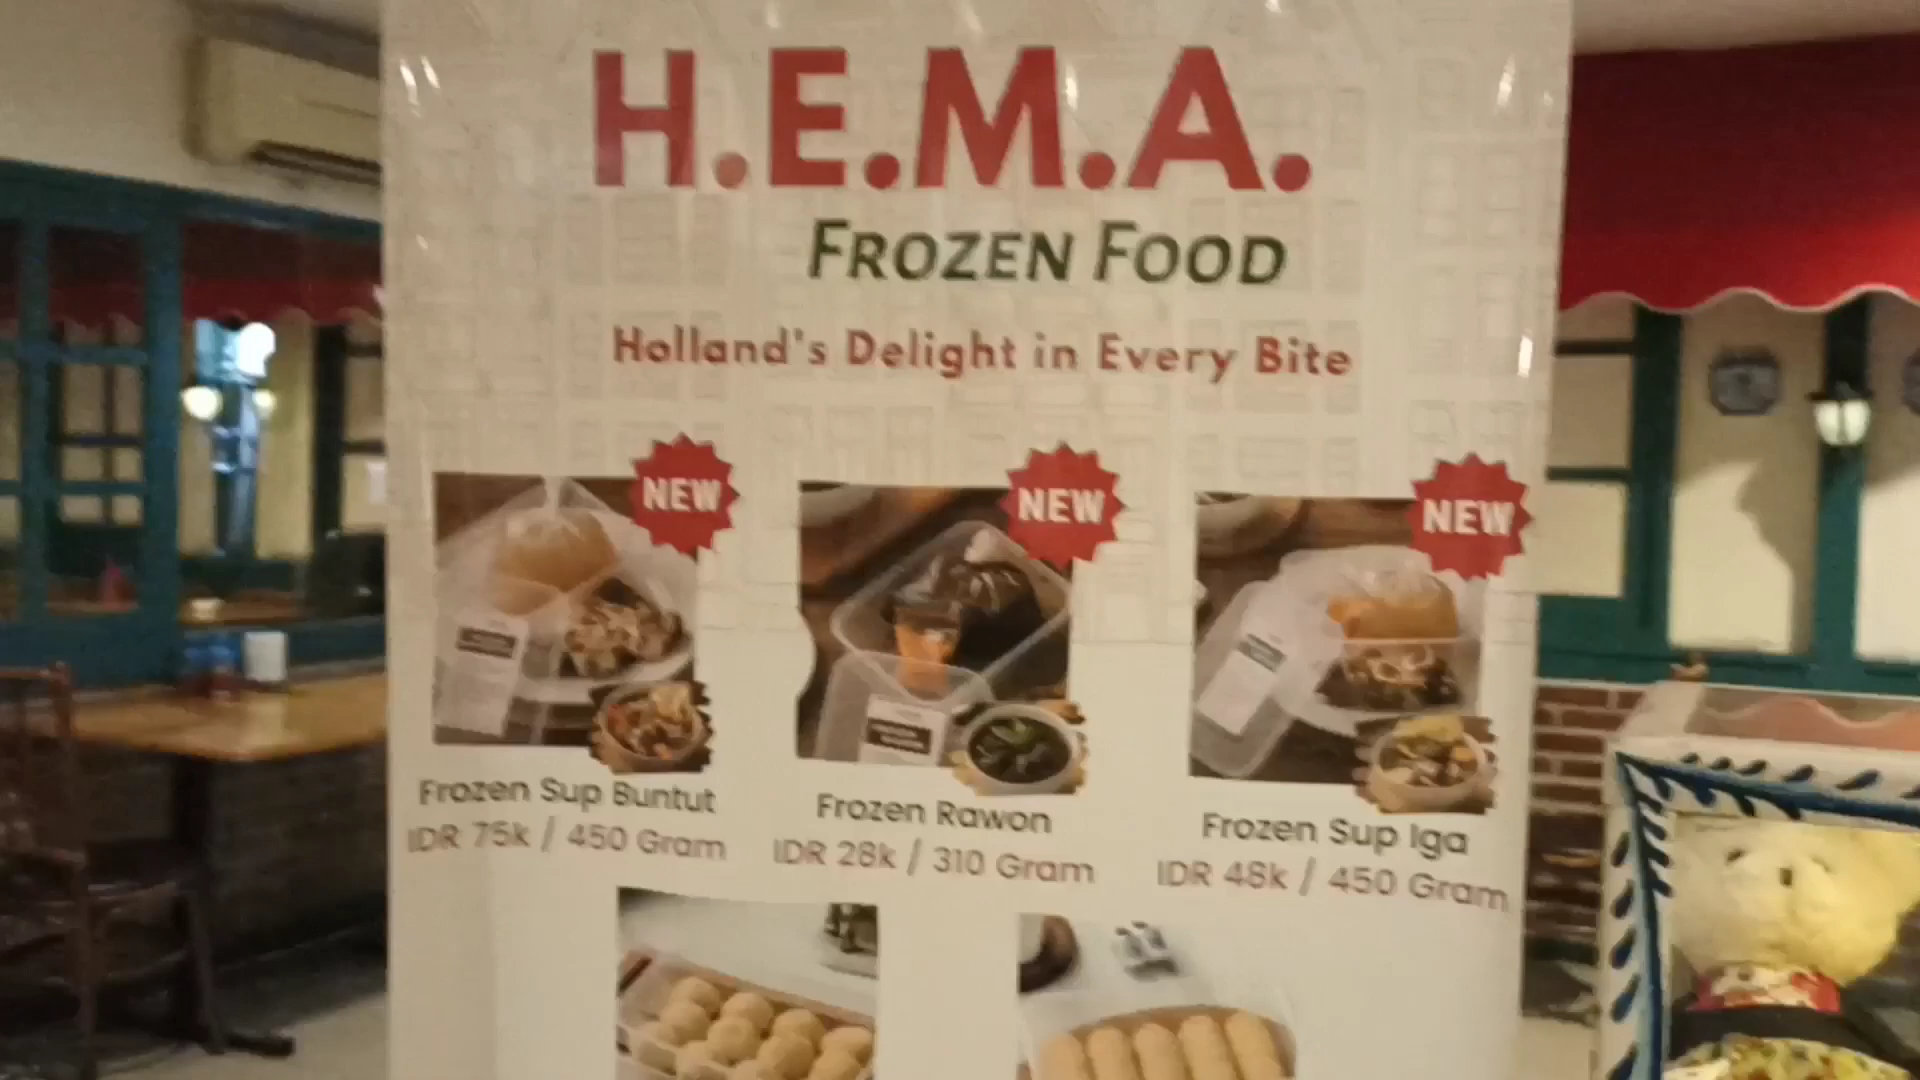 H.E.M.A.
FROZEN FOOD
Holland's Delight in Every Bite
NEW
NEW
NEW
Frozen Sup Buntut
IDR 75k / 450 Gram
Frozen Rawon
IDR 28k / 310 Gram
Frozen Sup Iga
IDR 48k / 450 Gram